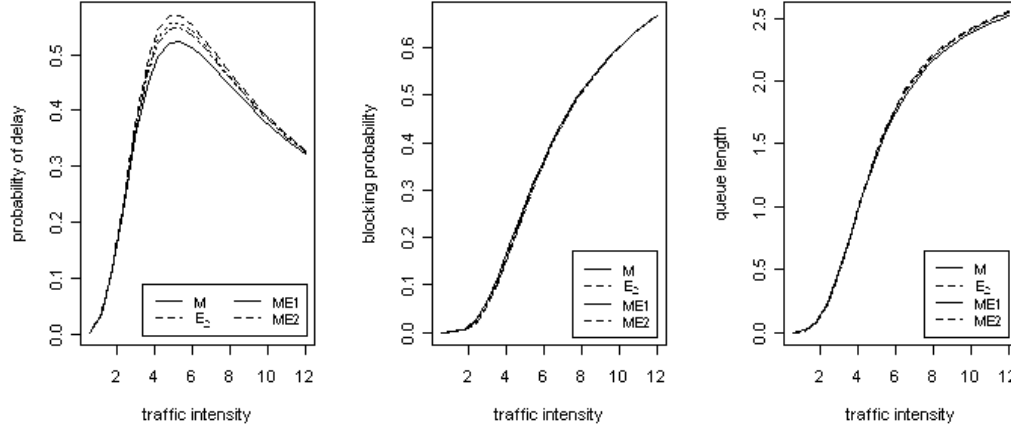 probability of delay
0.0 0.1 0.2 0.3 0.4 0.5
2 4 6 8 10 12
traffic intensity
M ME1
E2 ME2
blocking probability
0.0 0.1 0.2 0.3 0.4 0.5 0.6
2 4 6 8 10 12
traffic intensity
M
E2
ME1
ME2
queue length
0.0 0.5 1.0 1.5 2.0 2.5
2 4 6 8 10 12
traffic intensity
M
E2
ME1
ME2